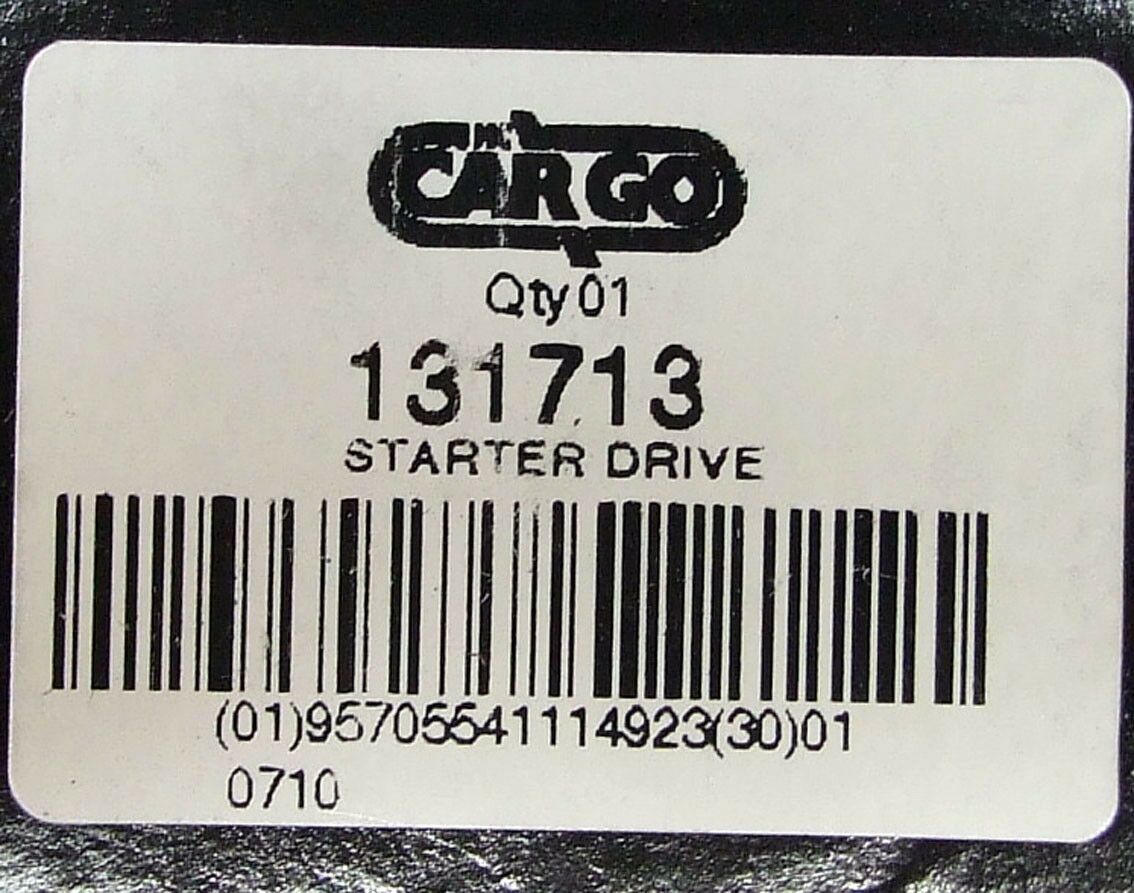 CARGO
Qty 01
131713
STARTER DRIVE
(01)95705541114923(30)01
0710